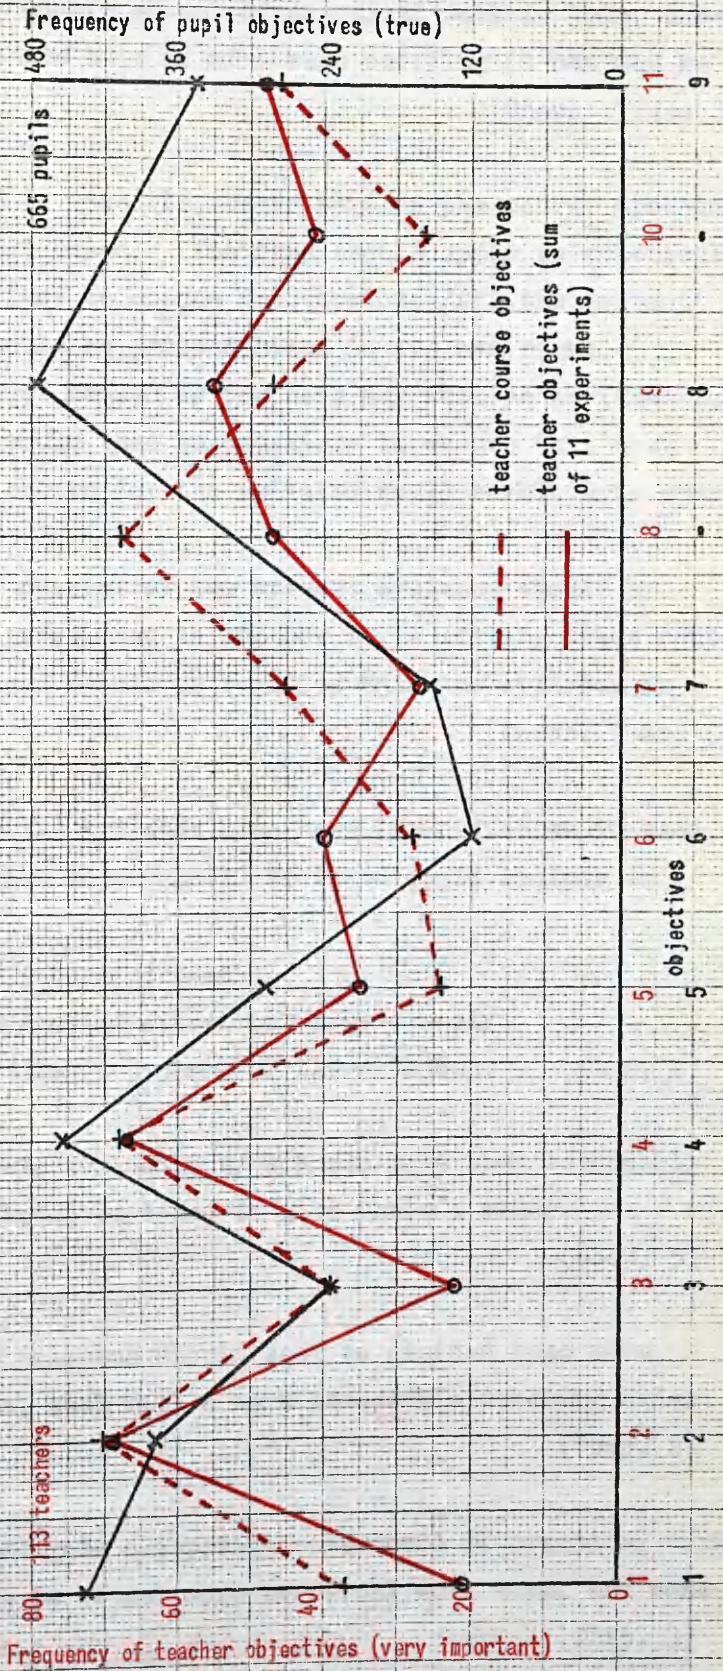 Frequency of pupil objectives (true)
480
360
240
120
0
665 pupils
113 teachers
80
60
40
20
0
Frequency of teacher objectives (very important)
teacher course objectives
teacher objectives (sum
of 11 experiments)
1 2 3 4 5 6 7 8 9 10 11
1 2 3 4 5 6 7 - 8 - 9
objectives